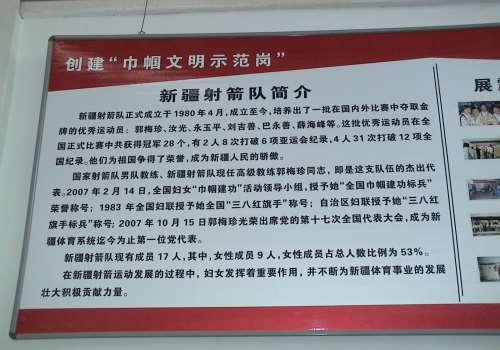 创建“巾帼文明示范岗”
新疆射箭队简介
新疆射箭队正式成立于1980年4月,成立至今,培养出了一批在国内外比赛中夺取金
牌的优秀运动员: 郭梅珍、汝光、永玉平、刘吉善、巴永善、薛海峰等。这批优秀运动员在全
国正式比赛中共获得冠军28个,有2人8次打破6项亚运会纪录。4人31次打破12项全
国纪录。他们为祖国争得了荣誉,成为新疆人民的骄傲。
国家射箭队男队教练、新疆射箭队现任高级教练郭梅珍同志,即是这支队伍的杰出代
表。2007年2月14日,全国妇女“巾帼建功”活动领导小组,授予她“全国巾帼建功标兵”
荣誉称号; 1983年全国妇联授予她全国“三八红旗手”称号; 自治区妇联授予她“三八红
旗手标兵”称号; 2007年10月15日郭梅珍光荣出席党的第十七次全国代表大会,成为新
疆体育系统迄今为止第一位党代表。
新疆射箭队现有成员17人,其中,女性成员9人,女性成员占总人数比例为53%。
在新疆射箭运动发展的过程中,妇女发挥着重要作用,并不断为新疆体育事业的发展
壮大积极贡献力量。
展